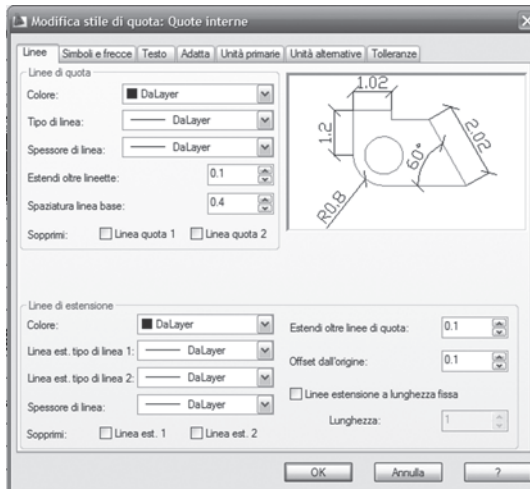 Modifica stile di quota: Quote interne
Linee Simboli e frecce Testo Adatta Unità primarie Unità alternative Tolleranze
Linee di quota
Colore: DaLayer
Tipo di linea: DaLayer
Spessore di linea: DaLayer
Estendi oltre lineette: 0.1
Spaziatura linea base: 0.4
Sopprimi: Linea quota 1 Linea quota 2
1.02
1.2
2.02
60°
R0.8
Linee di estensione
Colore: DaLayer
Linea est. tipo di linea 1: DaLayer
Linea est. tipo di linea 2: DaLayer
Spessore di linea: DaLayer
Sopprimi: Linea est. 1 Linea est. 2
Estendi oltre linee di quota: 0.1
Offset dall'origine: 0.1
Linee estensione a lunghezza fissa
Lunghezza: 1
OK Annulla ?